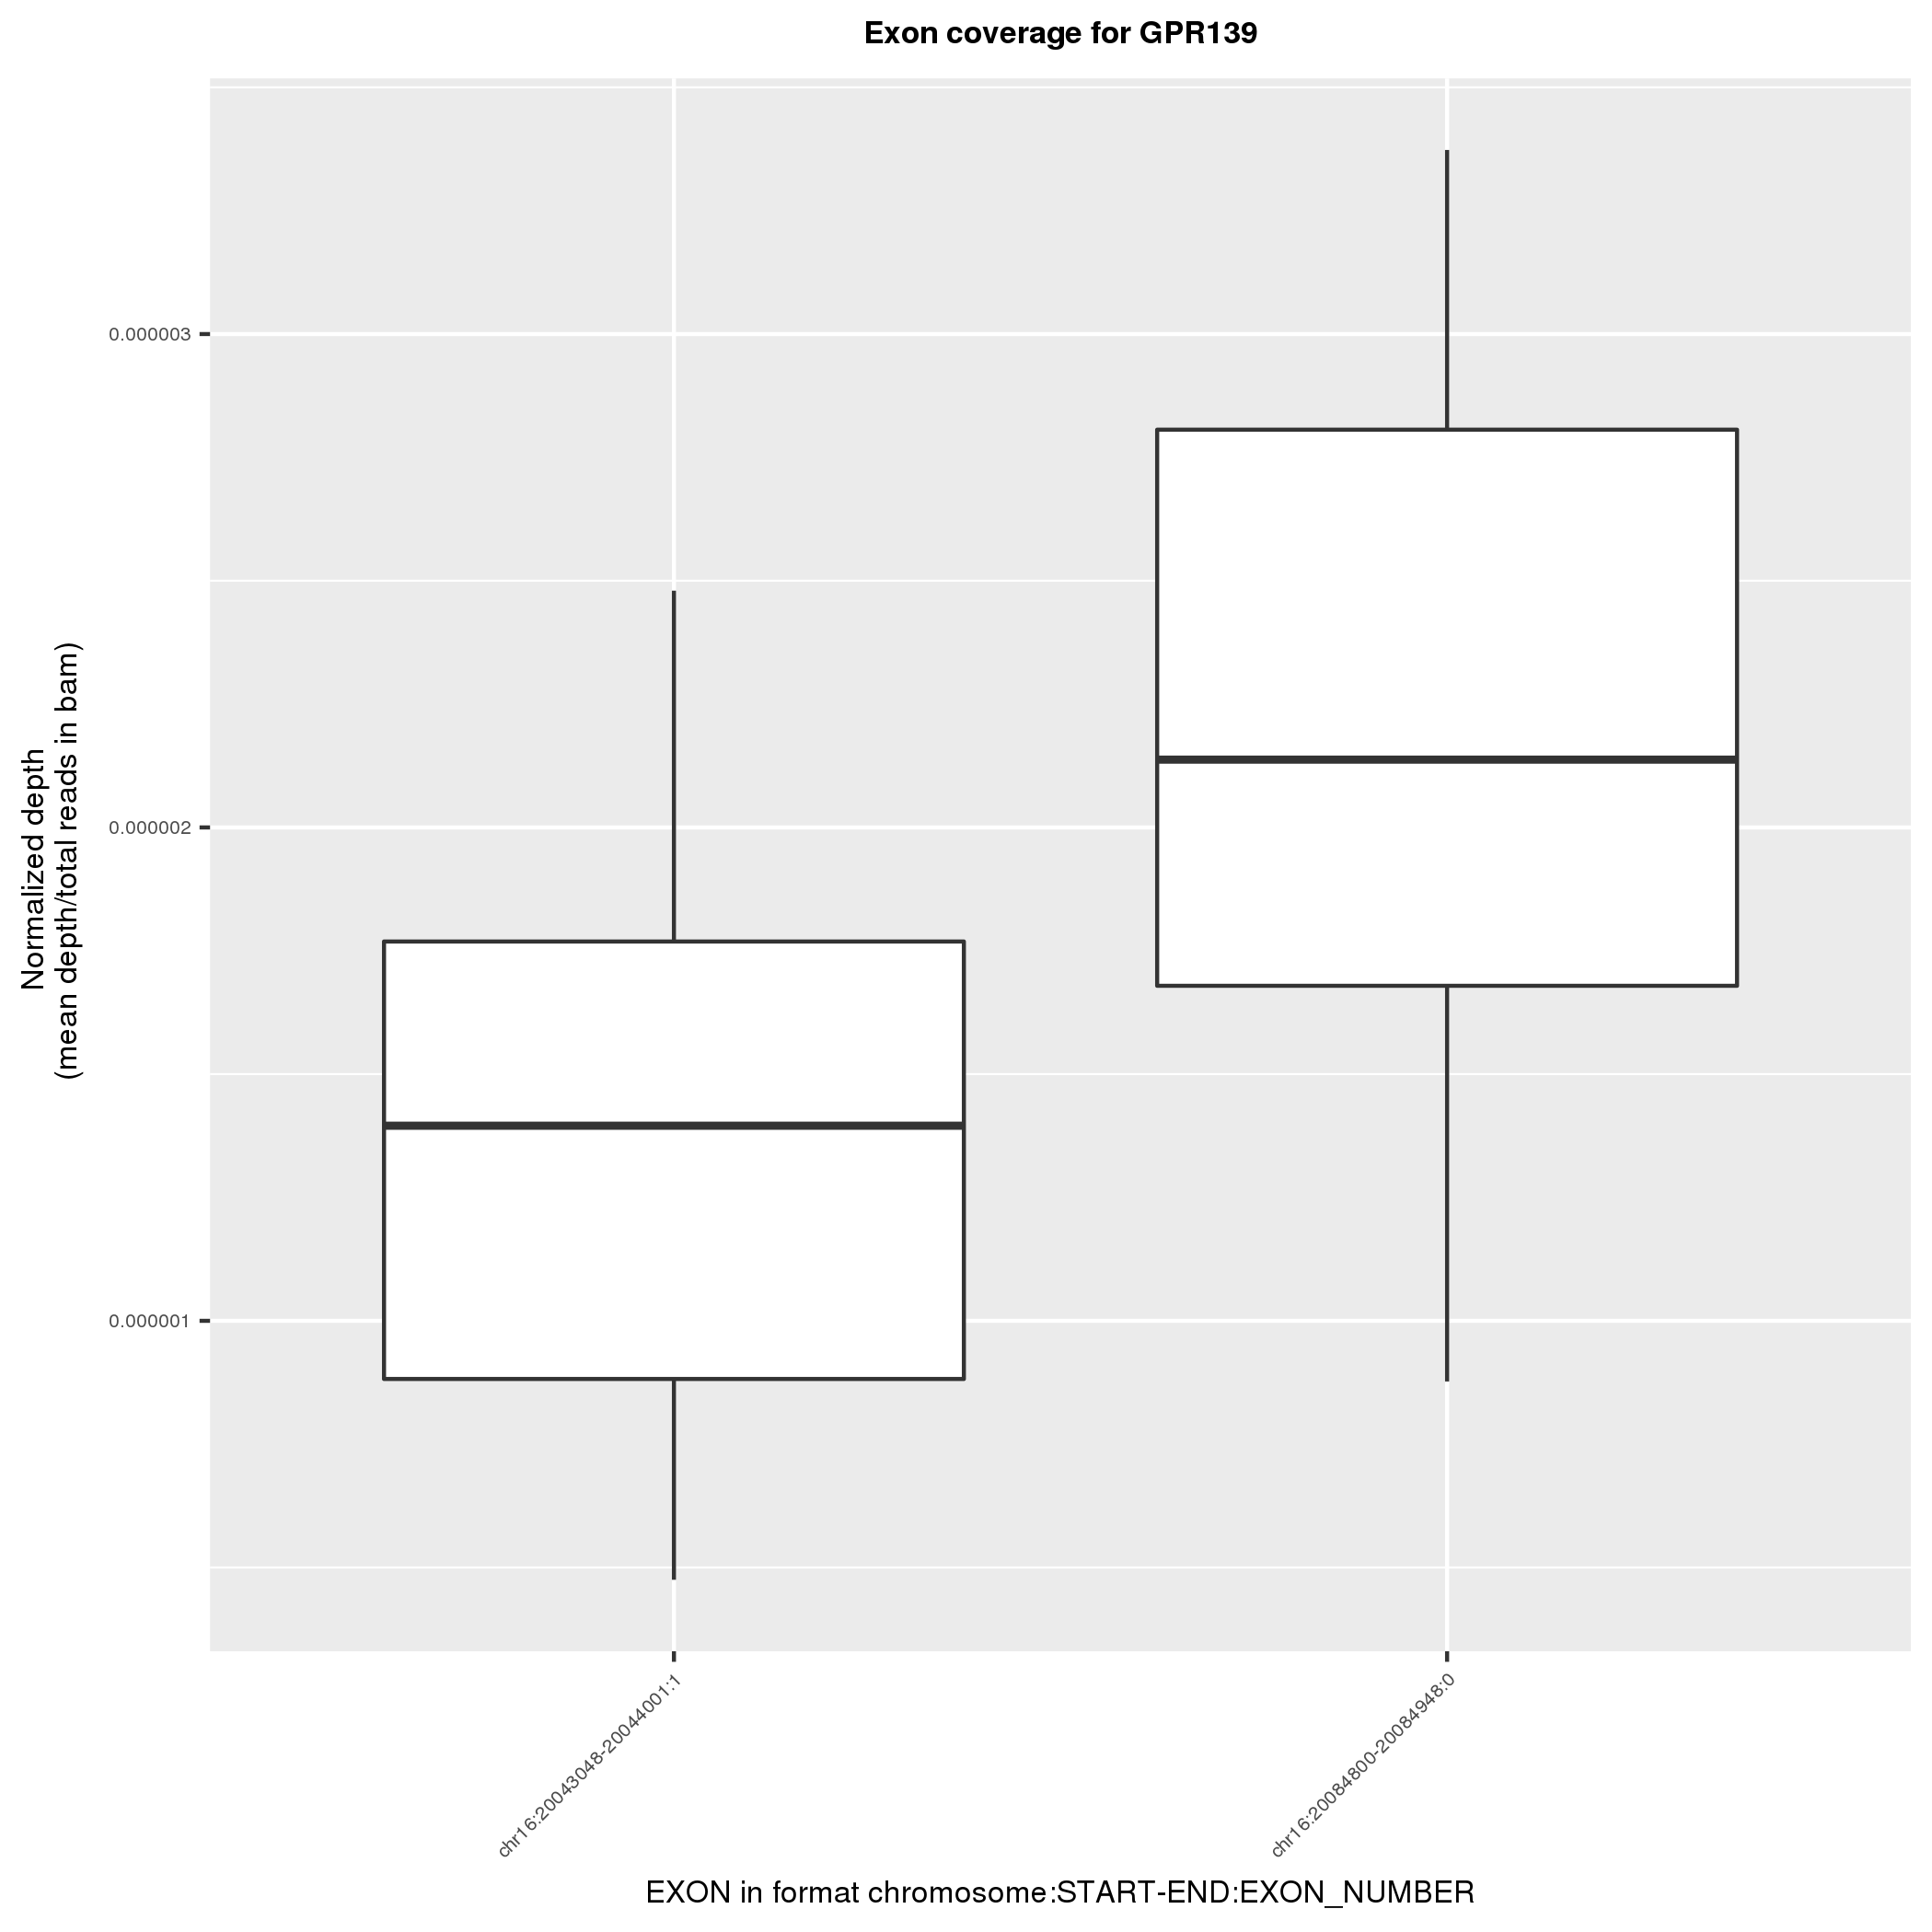 Exon coverage for GPR139
Normalized depth
(mean depth/total reads in bam)
0.000003
0.000002
0.000001
chr16:20043048-20044001:1
chr16:20084800-20084948:0
EXON in format chromosome:START-END:EXON_NUMBER